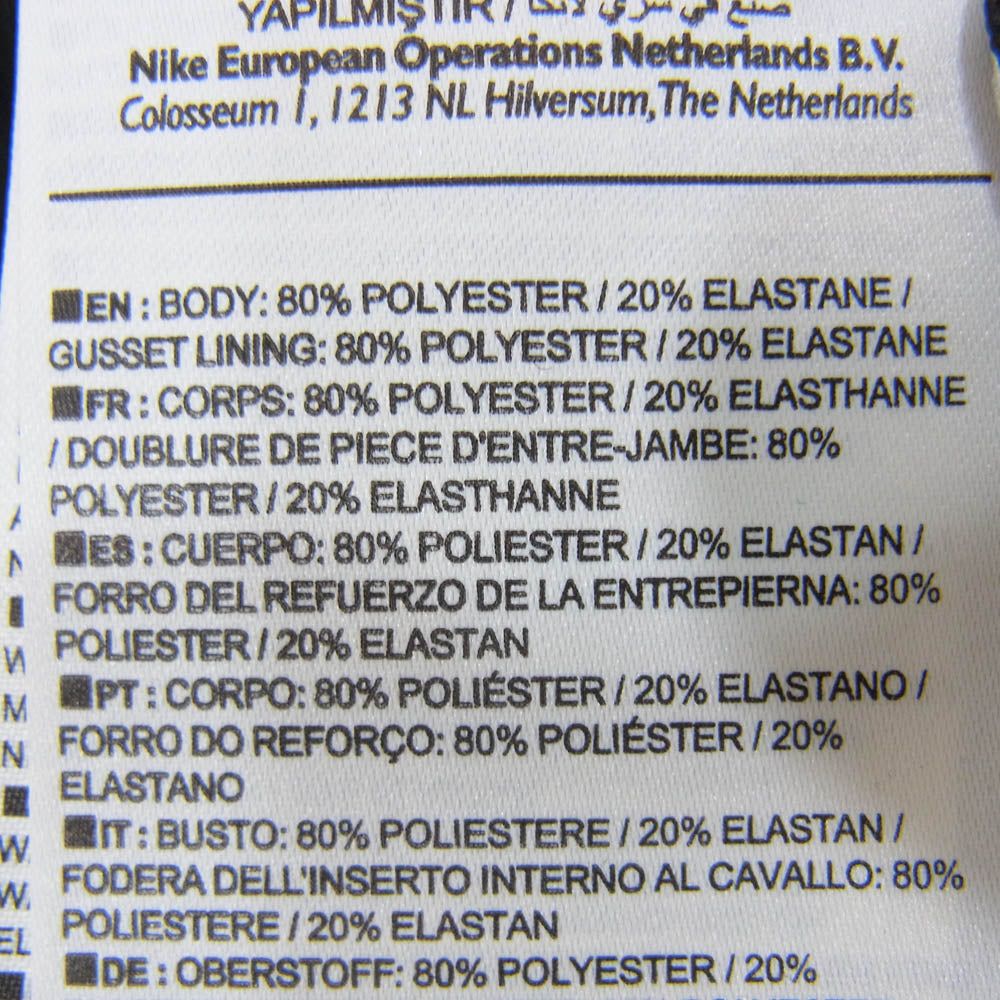 YAPILMIŞTIR / صنع في سري لانكا
Nike European Operations Netherlands B.V.
Colosseum 1, 1213 NL Hilversum, The Netherlands
EN : BODY: 80% POLYESTER / 20% ELASTANE /
GUSSET LINING: 80% POLYESTER / 20% ELASTANE
FR : CORPS: 80% POLYESTER / 20% ELASTHANNE
/ DOUBLURE DE PIECE D'ENTRE-JAMBE: 80%
POLYESTER / 20% ELASTHANNE
ES : CUERPO: 80% POLIESTER / 20% ELASTAN /
FORRO DEL REFUERZO DE LA ENTREPIERNA: 80%
POLIESTER / 20% ELASTAN
PT : CORPO: 80% POLIÉSTER / 20% ELASTANO /
FORRO DO REFORÇO: 80% POLIÉSTER / 20%
ELASTANO
IT : BUSTO: 80% POLIESTERE / 20% ELASTAN /
FODERA DELL'INSERTO INTERNO AL CAVALLO: 80%
POLIESTERE / 20% ELASTAN
DE : OBERSTOFF: 80% POLYESTER / 20%